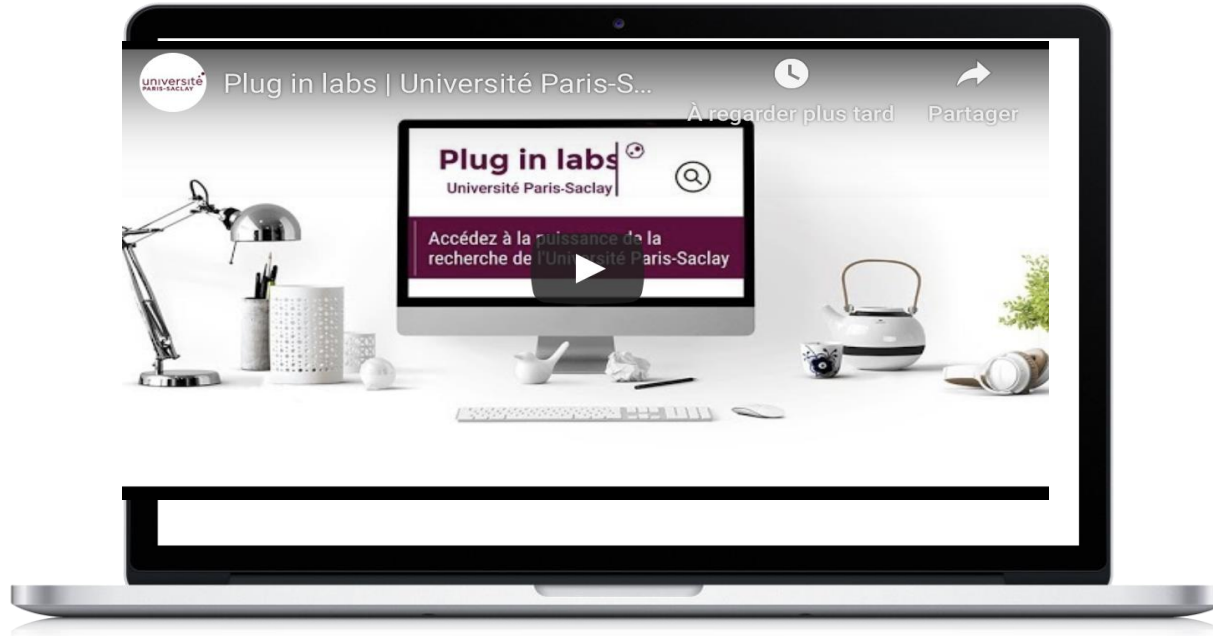 université
PARIS-SACLAY
Plug in labs | Université Paris-S...
À regarder plus tard
Partager
Plug in labs
Université Paris-Saclay
Accédez à la puissance de la
recherche de l'Université Paris-Saclay